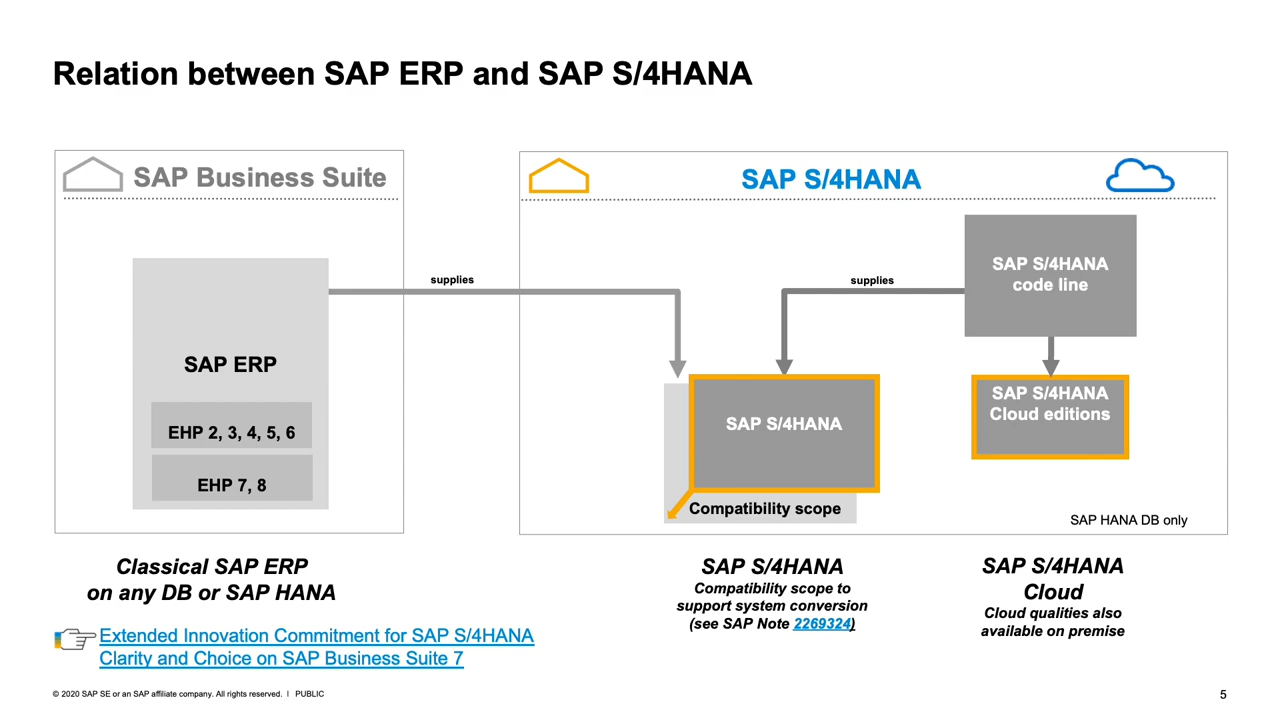 Relation between SAP ERP and SAP S/4HANA
SAP Business Suite
SAP ERP
EHP 2, 3, 4, 5, 6
EHP 7, 8
supplies
SAP S/4HANA
supplies
SAP S/4HANA
code line
SAP S/4HANA
SAP S/4HANA
Cloud editions
Compatibility scope
SAP HANA DB only
Classical SAP ERP
on any DB or SAP HANA
SAP S/4HANA
Compatibility scope to
support system conversion
(see SAP Note 2269324)
SAP S/4HANA
Cloud
Cloud qualities also
available on premise
Extended Innovation Commitment for SAP S/4HANA
Clarity and Choice on SAP Business Suite 7
© 2020 SAP SE or an SAP affiliate company. All rights reserved. ǀ PUBLIC
5